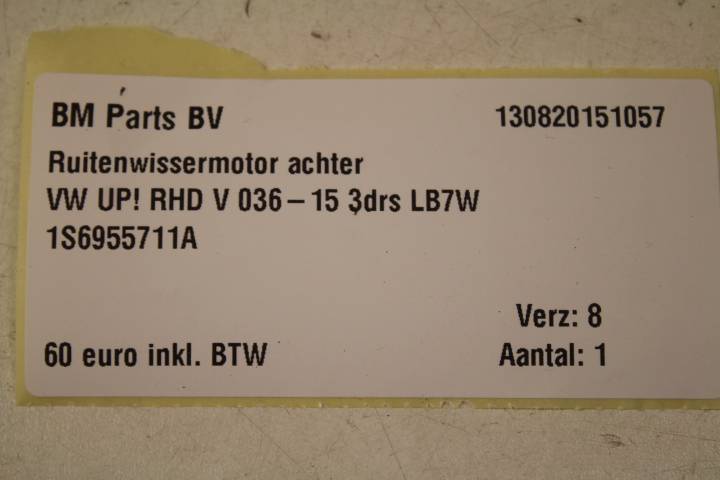 BM Parts BV 130820151057
Ruitenwissermotor achter
VW UP! RHD V 036 – 15 3drs LB7W
1S6955711A
Verz: 8
60 euro inkl. BTW Aantal: 1